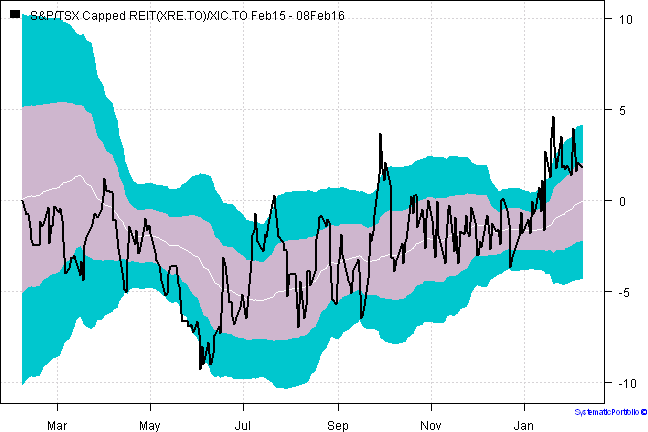 S&P/TSX Capped REIT(XRE.TO)/XIC.TO Feb15 - 08Feb16
10
5
0
-5
-10
Mar May Jul Sep Nov Jan
SystematicPortfolio ©